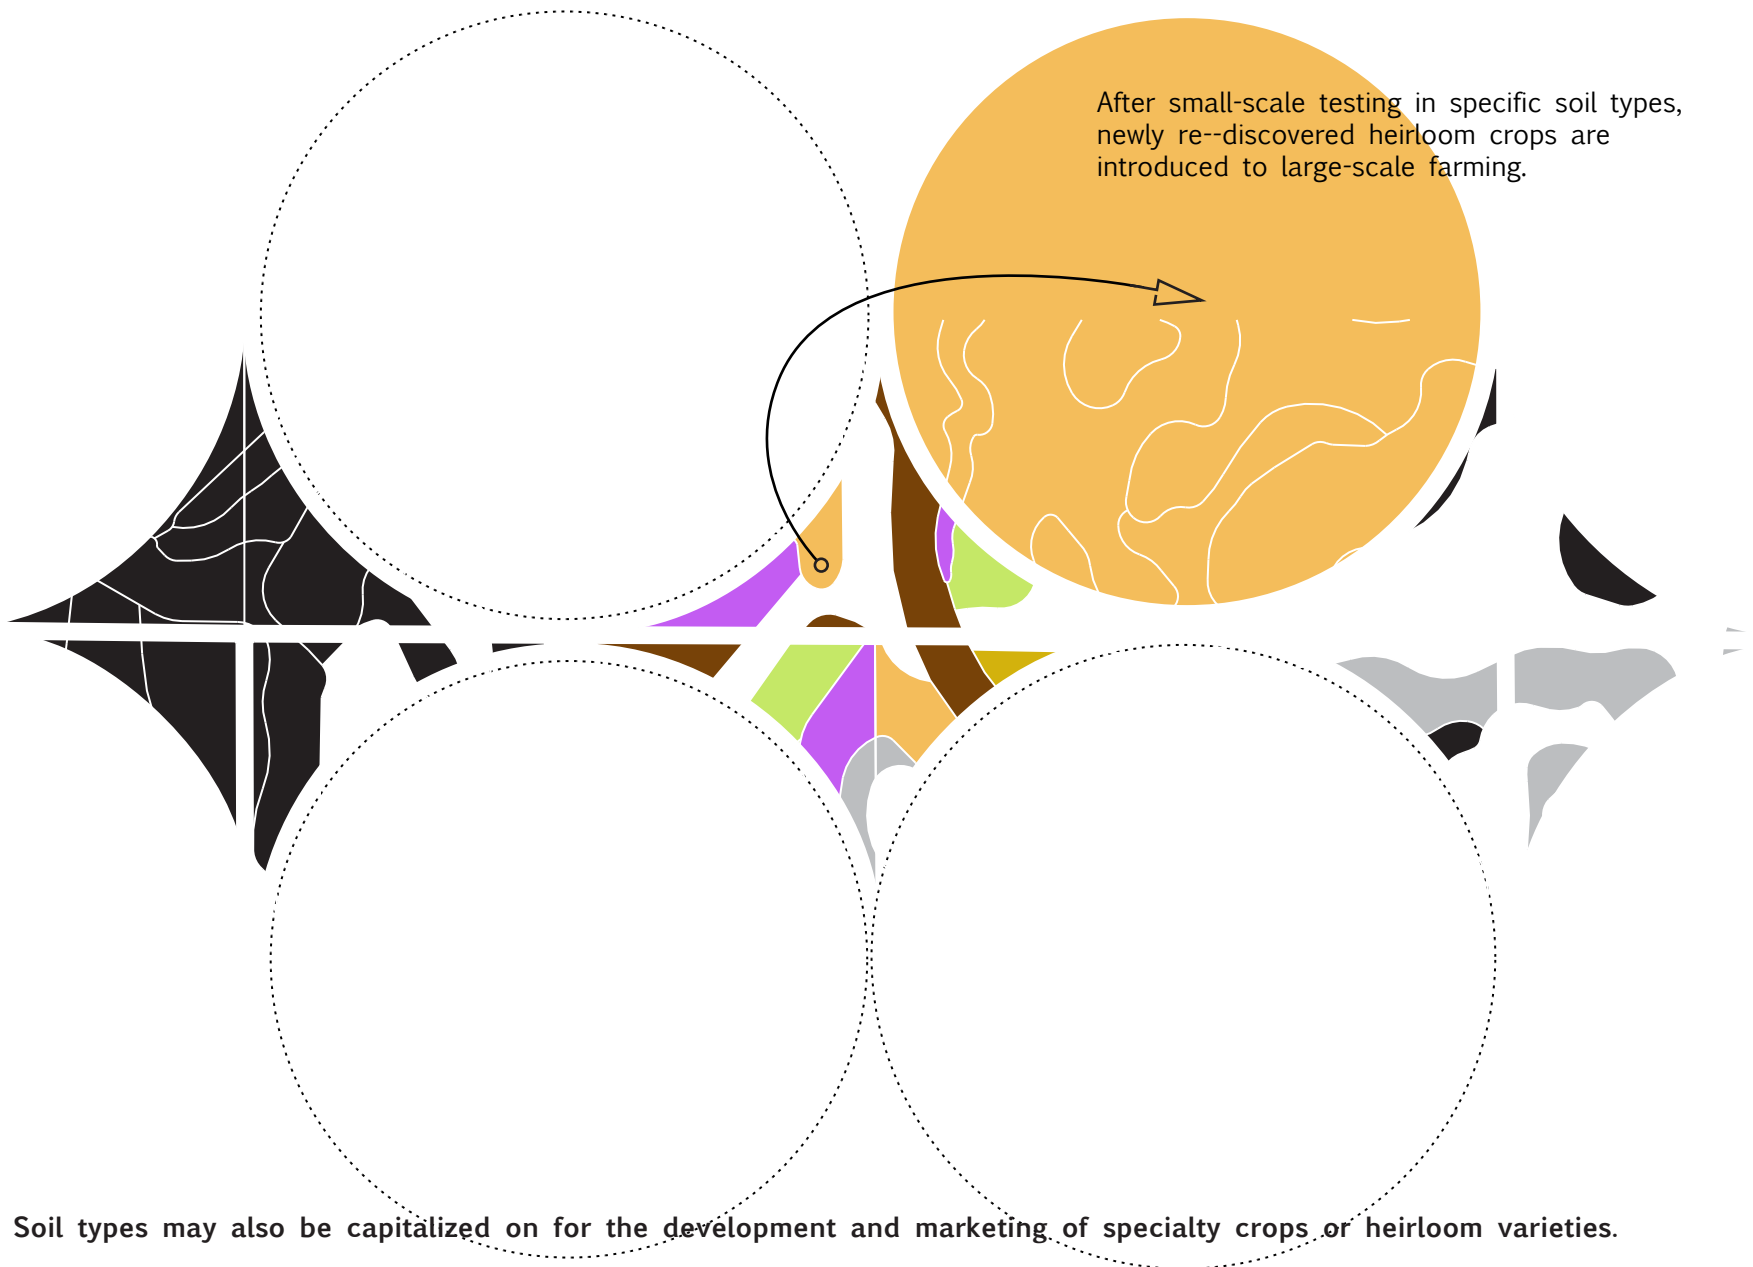 After small-scale testing in specific soil types,
newly re--discovered heirloom crops are
introduced to large-scale farming.
Soil types may also be capitalized on for the development and marketing of specialty crops or heirloom varieties.